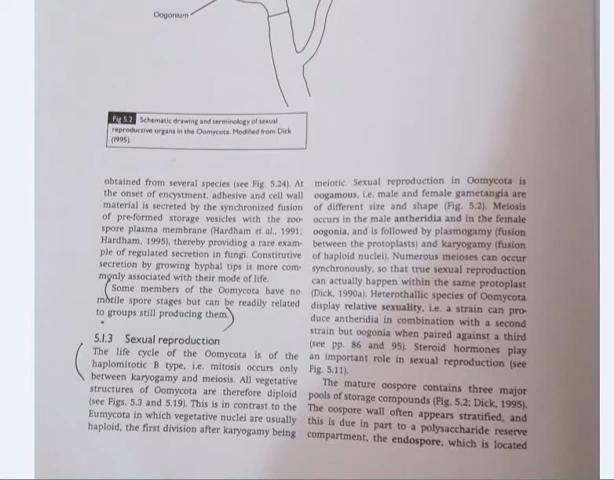 Oogonium
Fig 5.2 Schematic drawing and terminology of sexual
reproductive organs in the Oomycota. Modified from Dick
(1995).
obtained from several species (see Fig. 5.24). At
the onset of encystment, adhesive and cell wall
material is secreted by the synchronized fusion
of pre-formed storage vesicles with the zoo-
spore plasma membrane (Hardham et al., 1991;
Hardham, 1995), thereby providing a rare exam-
ple of regulated secretion in fungi. Constitutive
secretion by growing hyphal tips is more com-
monly associated with their mode of life.
Some members of the Oomycota have no
motile spore stages but can be readily related
to groups still producing them.
5.1.3 Sexual reproduction
The life cycle of the Oomycota is of the
haplomitotic B type, i.e. mitosis occurs only
between karyogamy and meiosis. All vegetative
structures of Oomycota are therefore diploid
(see Figs. 5.3 and 5.19). This is in contrast to the
Eumycota in which vegetative nuclei are usually
haploid, the first division after karyogamy being
meiotic. Sexual reproduction in Oomycota is
oogamous, i.e. male and female gametangia are
of different size and shape (Fig. 5.2). Meiosis
occurs in the male antheridia and in the female
oogonia, and is followed by plasmogamy (fusion
between the protoplasts) and karyogamy (fusion
of haploid nuclei). Numerous meioses can occur
synchronously, so that true sexual reproduction
can actually happen within the same protoplast
(Dick, 1990a). Heterothallic species of Oomycota
display relative sexuality, i.e. a strain can pro-
duce antheridia in combination with a second
strain but oogonia when paired against a third
(see pp. 86 and 95). Steroid hormones play
an important role in sexual reproduction (see
Fig. 5.11).
The mature oospore contains three major
pools of storage compounds (Fig. 5.2; Dick, 1995).
The oospore wall often appears stratified, and
this is due in part to a polysaccharide reserve
compartment, the endospore, which is located